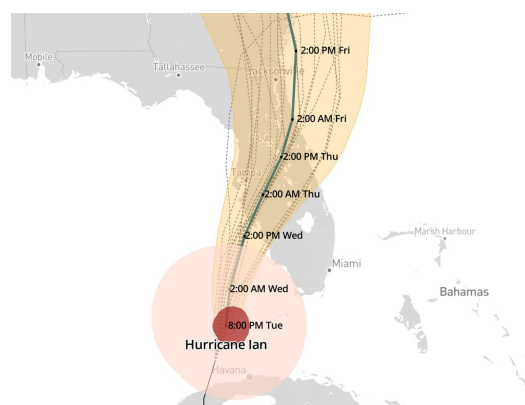 2:00 PM Fri
Mobile
Tallahassee
Jacksonville
2:00 AM Fri
2:00 PM Thu
Tampa
2:00 AM Thu
2:00 PM Wed
Marsh Harbour
Miami
2:00 AM Wed
Bahamas
8:00 PM Tue
Hurricane Ian
Havana